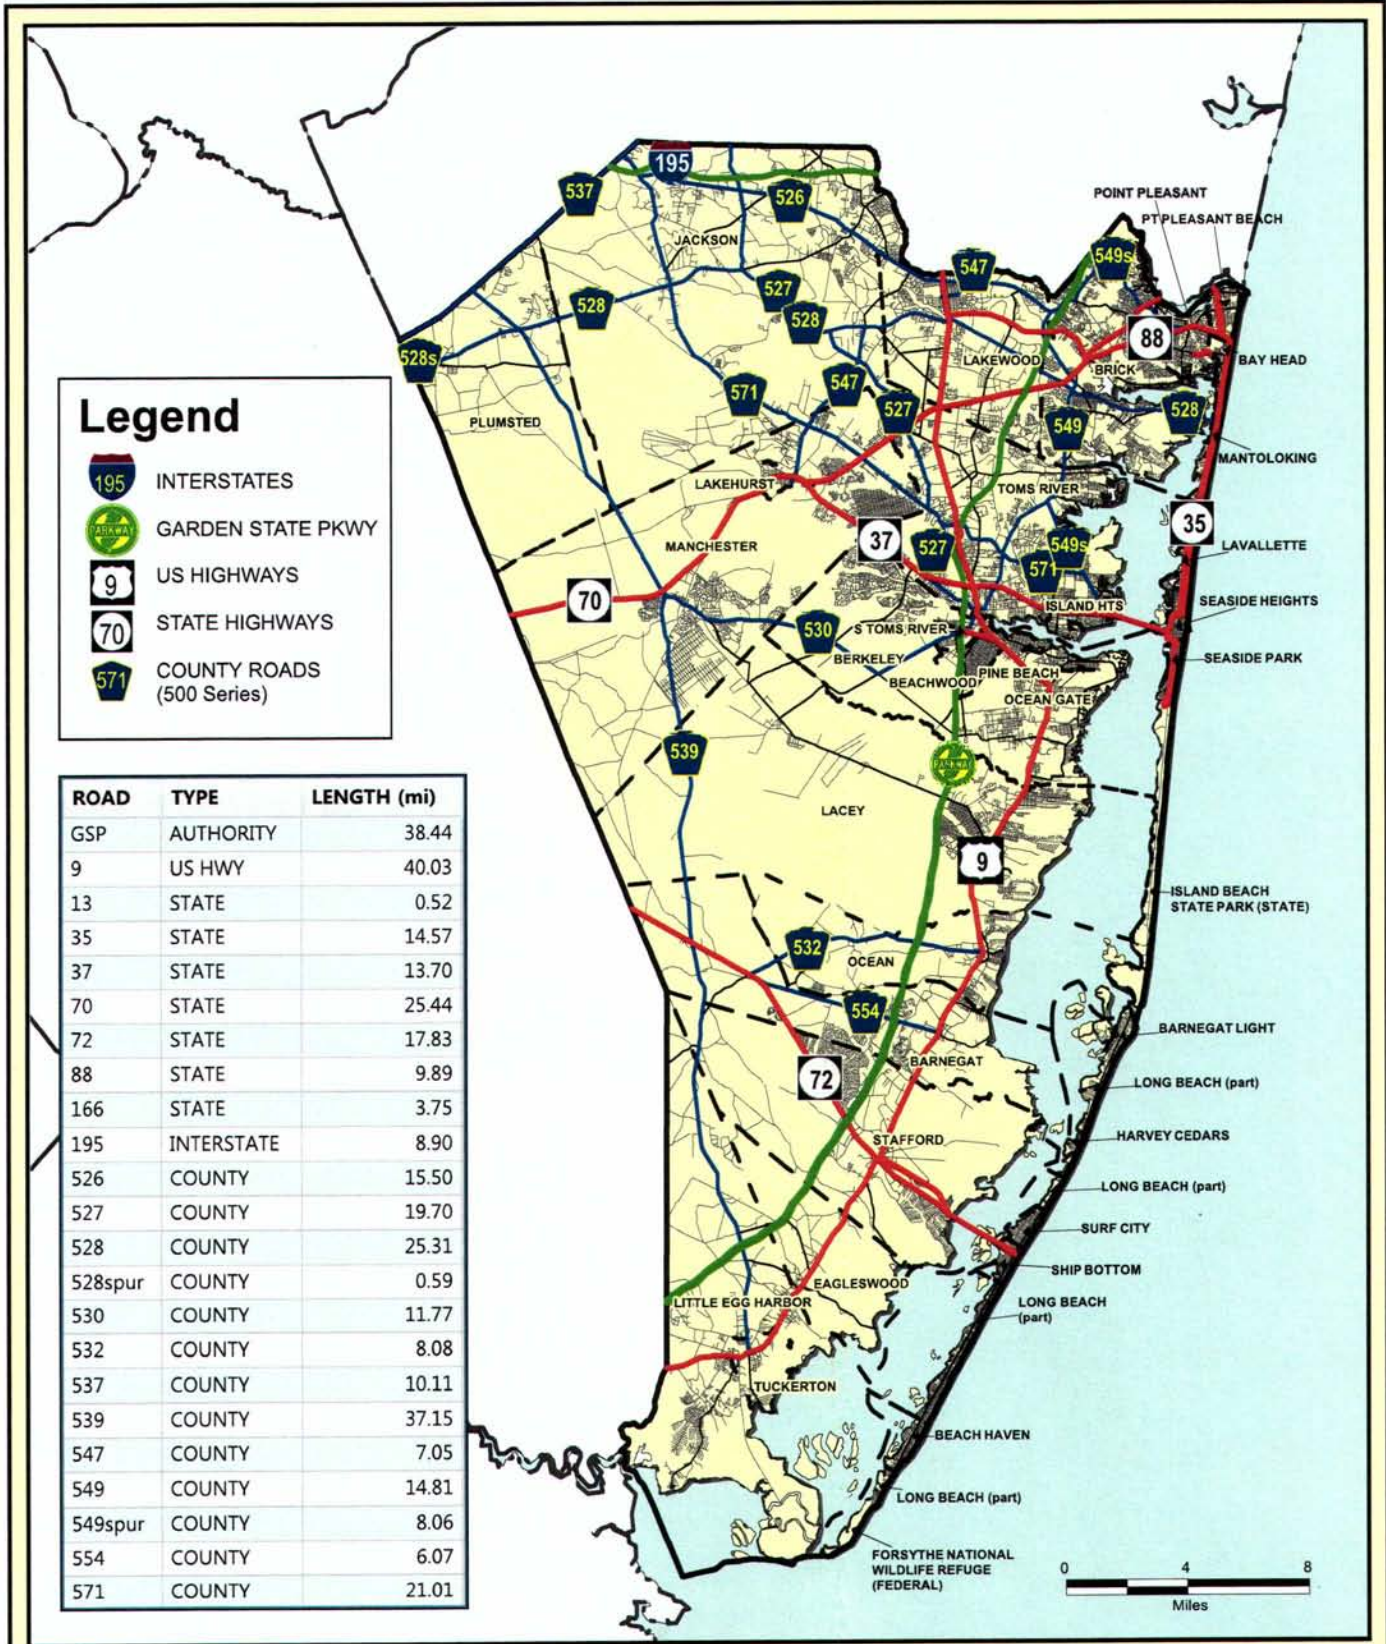 195
537
526
POINT PLEASANT
PT PLEASANT BEACH
JACKSON
547
549s
527
528
528
88
528s
LAKEWOOD
BRICK
BAY HEAD
571
547
527
549
528
PLUMSTED
MANTOLOKING
LAKEHURST
TOMS RIVER
35
37
527
549s
571
LAVALLETTE
MANCHESTER
70
ISLAND HTS
SEASIDE HEIGHTS
530
S TOMS RIVER
BERKELEY
SEASIDE PARK
BEACHWOOD
PINE BEACH
OCEAN GATE
539
PARKWAY
LACEY
9
ISLAND BEACH
STATE PARK (STATE)
532
OCEAN
554
BARNEGAT LIGHT
BARNEGAT
72
LONG BEACH (part)
STAFFORD
HARVEY CEDARS
LONG BEACH (part)
SURF CITY
SHIP BOTTOM
EAGLESWOOD
LITTLE EGG HARBOR
LONG BEACH
(part)
TUCKERTON
BEACH HAVEN
LONG BEACH (part)
FORSYTHE NATIONAL
WILDLIFE REFUGE
(FEDERAL)
0 4 8
Miles
Legend
195 INTERSTATES
PARKWAY GARDEN STATE PKWY
9 US HIGHWAYS
70 STATE HIGHWAYS
571 COUNTY ROADS
(500 Series)
ROAD TYPE LENGTH (mi)
GSP AUTHORITY 38.44
9 US HWY 40.03
13 STATE 0.52
35 STATE 14.57
37 STATE 13.70
70 STATE 25.44
72 STATE 17.83
88 STATE 9.89
166 STATE 3.75
195 INTERSTATE 8.90
526 COUNTY 15.50
527 COUNTY 19.70
528 COUNTY 25.31
528spur COUNTY 0.59
530 COUNTY 11.77
532 COUNTY 8.08
537 COUNTY 10.11
539 COUNTY 37.15
547 COUNTY 7.05
549 COUNTY 14.81
549spur COUNTY 8.06
554 COUNTY 6.07
571 COUNTY 21.01